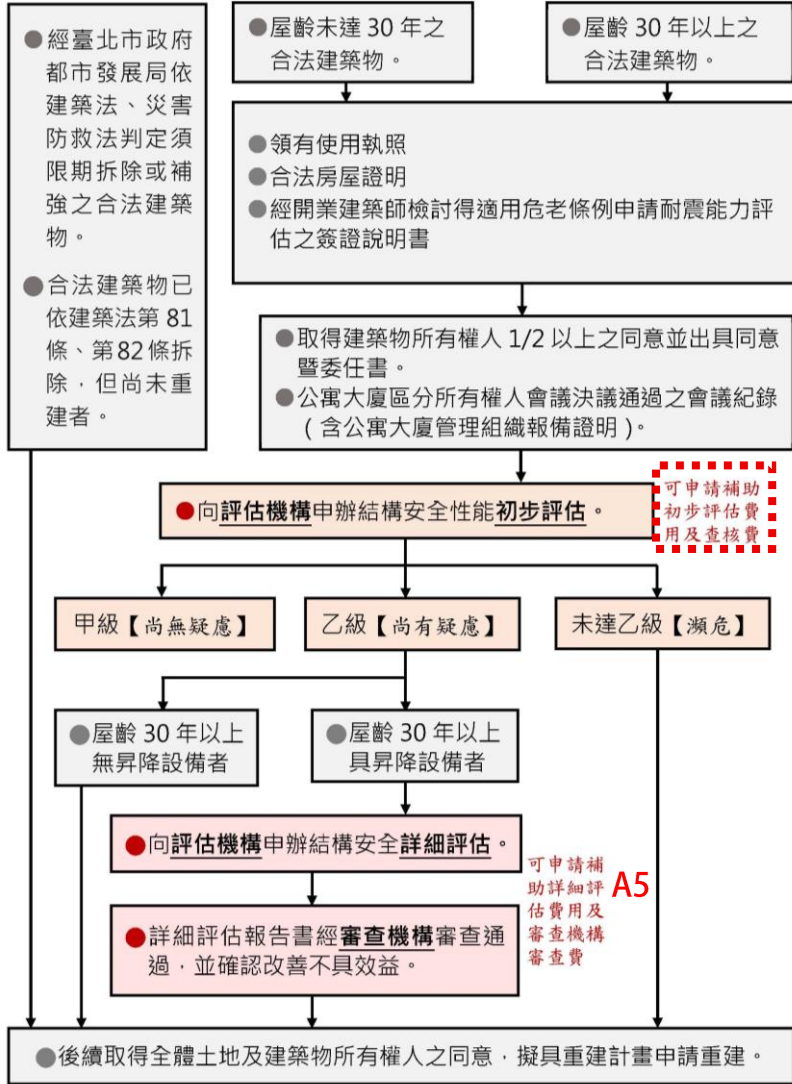 ●經臺北市政府
都市發展局依
建築法、災害
防救法判定須
限期拆除或補
強之合法建築
物。
●合法建築物已
依建築法第 81
條、第82條拆
除，但尚未重
建者。
●屋齡未達 30 年之
合法建築物。
●屋齡 30 年以上之
合法建築物。
●領有使用執照
●合法房屋證明
●經開業建築師檢討得適用危老條例申請耐震能力評
估之簽證說明書
●取得建築物所有權人 1/2 以上之同意並出具同意
暨委任書。
●公寓大廈區分所有權人會議決議通過之會議紀錄
（含公寓大廈管理組織報備證明）。
●向評估機構申辦結構安全性能初步評估。
可申請補助
初步評估費
用及查核費
甲級【尚無疑慮】
乙級【尚有疑慮】
未達乙級【瀕危】
●屋齡 30 年以上
無昇降設備者
●屋齡 30 年以上
具昇降設備者
●向評估機構申辦結構安全詳細評估。
●詳細評估報告書經審查機構審查通
過，並確認改善不具效益。
可申請補
助詳細評
估費用及
審查機構
審查費
A5
●後續取得全體土地及建築物所有權人之同意，擬具重建計畫申請重建。